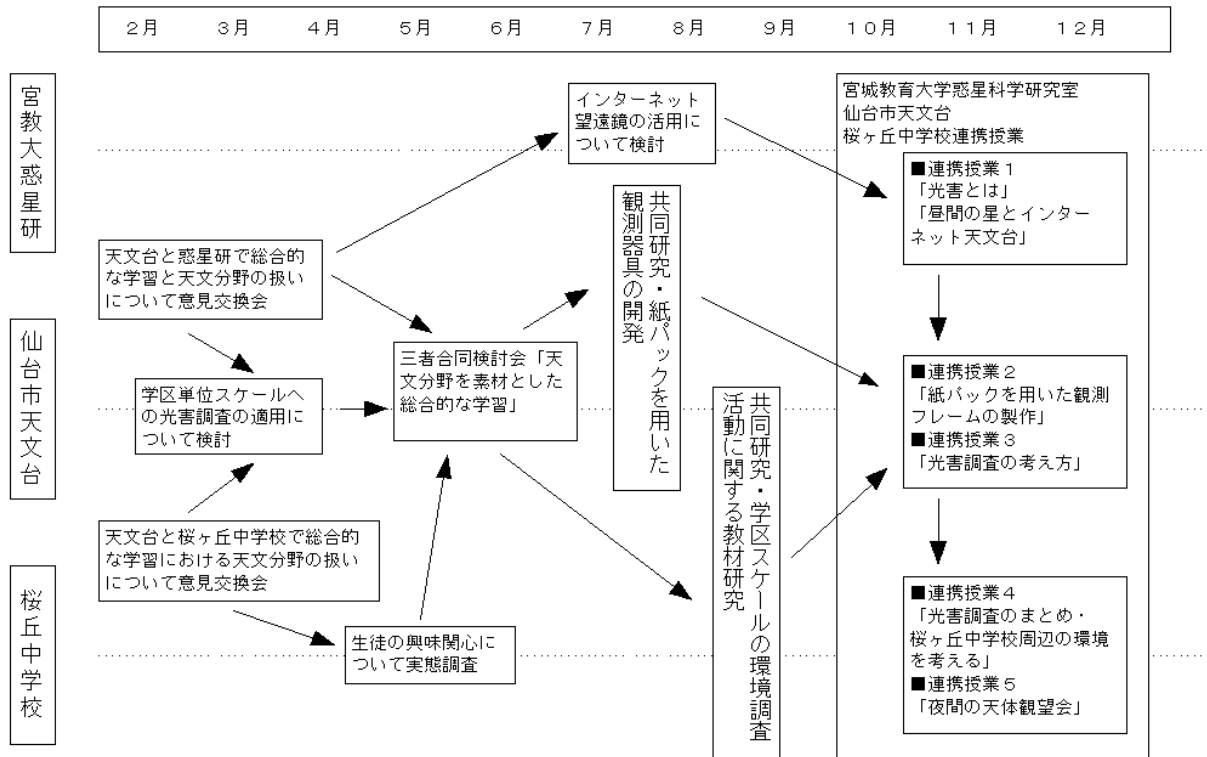 ２月　３月　４月　５月　６月　７月　８月　９月　１０月　１１月　１２月
宮教大惑星研
仙台市天文台
桜丘中学校
天文台と惑星研で総合的
な学習と天文分野の扱い
について意見交換会
学区単位スケールへ
の光害調査の適用に
ついて検討
天文台と桜ヶ丘中学校で総合的
な学習における天文分野の扱い
について意見交換会
生徒の興味関心に
ついて実態調査
三者合同検討会「天
文分野を素材とした
総合的な学習」
インターネット
望遠鏡の活用に
ついて検討
共同研究・紙パックを用いた
観測器具の開発
共同研究・学区スケールの環境調査
活動に関する教材研究
宮城教育大学惑星科学研究室
仙台市天文台
桜ヶ丘中学校連携授業
■連携授業１
「光害とは」
「昼間の星とインター
ネット天文台」
■連携授業２
「紙パックを用いた観測
フレームの製作」
■連携授業３
「光害調査の考え方」
■連携授業４
「光害調査のまとめ・
桜ヶ丘中学校周辺の環境
を考える」
■連携授業５
「夜間の天体観望会」